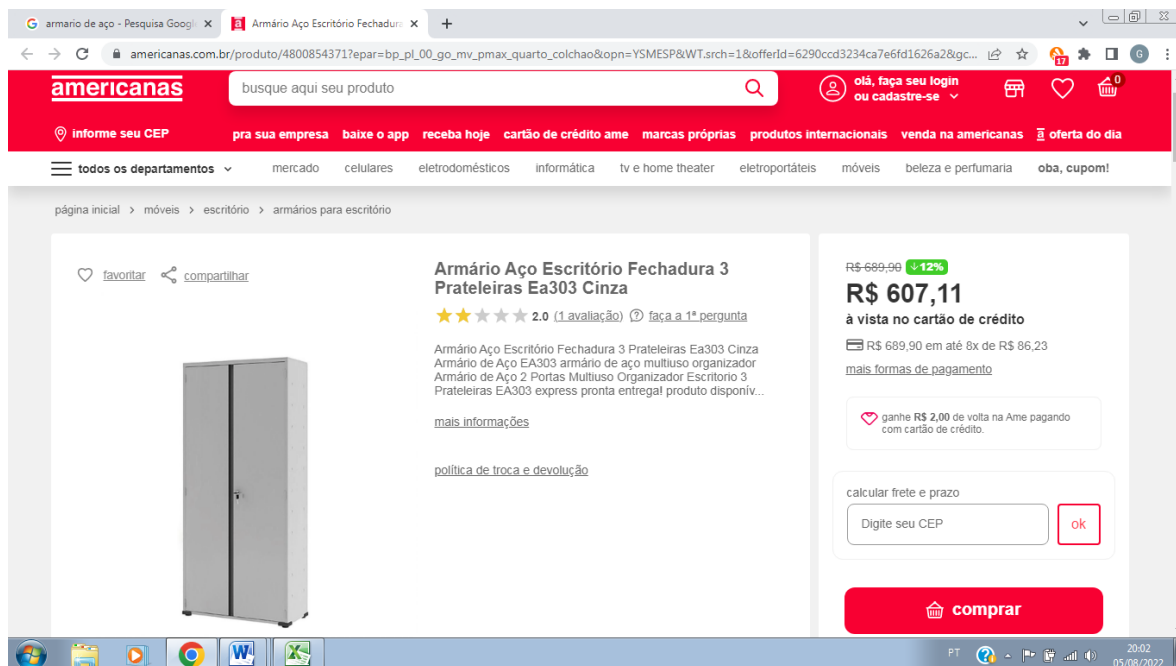 armario de aço - Pesquisa Googl
Armário Aço Escritório Fechadura
americanas.com.br/produto/4800854371?epar=bp_pl_00_go_mv_pmax_quarto_colchao&opn=YSMESP&WT.srch=1&offerId=6290ccd3234ca7e6fd1626a2&gc...
17
G
americanas
busque aqui seu produto
olá, faça seu login
ou cadastre-se
0
informe seu CEP
pra sua empresa baixe o app receba hoje cartão de crédito ame marcas próprias produtos internacionais venda na americanas a oferta do dia
todos os departamentos mercado celulares eletrodomésticos informática tv e home theater eletroportáteis móveis beleza e perfumaria oba, cupom!
página inicial > móveis > escritório > armários para escritório
favoritar compartilhar
Armário Aço Escritório Fechadura 3
Prateleiras Ea303 Cinza
2.0 (1 avaliação) faça a 1ª pergunta
Armário Aço Escritório Fechadura 3 Prateleiras Ea303 Cinza
Armário de Aço EA303 armário de aço multiuso organizador
Armário de Aço 2 Portas Multiuso Organizador Escritorio 3
Prateleiras EA303 express pronta entrega! produto disponív...
mais informações
política de troca e devolução
R$ 689,90 12%
R$ 607,11
à vista no cartão de crédito
R$ 689,90 em até 8x de R$ 86,23
mais formas de pagamento
ganhe R$ 2,00 de volta na Ame pagando
com cartão de crédito.
calcular frete e prazo
Digite seu CEP
ok
comprar
PT
20:02
05/08/2022